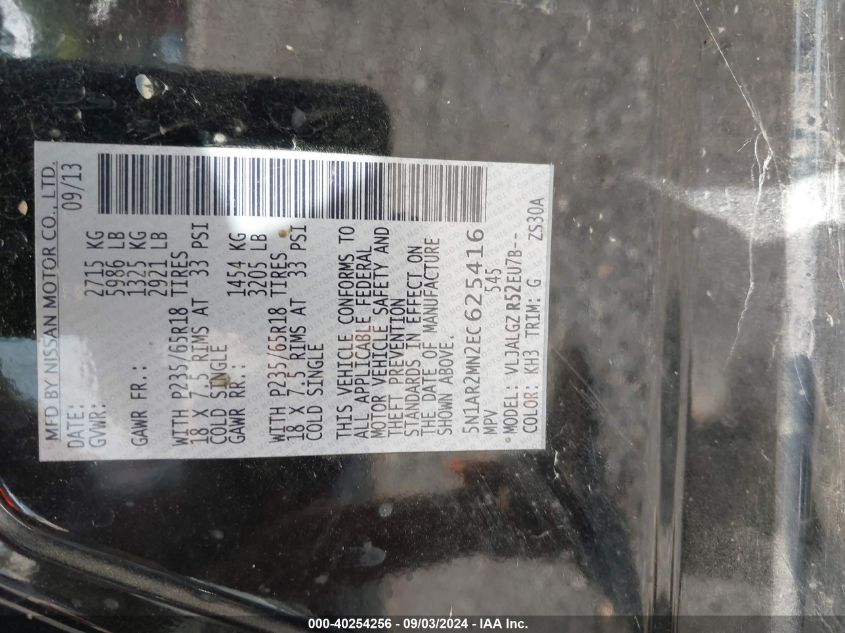 MFD BY NISSAN MOTOR CO., LTD.
DATE: 09/13
GVWR: 2715 KG
5986 LB
GAWR FR.: 1325 KG
2921 LB
WITH P235/65R18 TIRES
18 X 7.5 RIMS AT 33 PSI
COLD SINGLE
GAWR RR.: 1454 KG
3205 LB
WITH P235/65R18 TIRES
18 X 7.5 RIMS AT 33 PSI
COLD SINGLE
THIS VEHICLE CONFORMS TO
ALL APPLICABLE FEDERAL
MOTOR VEHICLE SAFETY AND
THEFT PREVENTION
STANDARDS IN EFFECT ON
THE DATE OF MANUFACTURE
SHOWN ABOVE.
5N1AR2MN2EC625416
MPV 545
MODEL: VLJALGZ R52EU7B--
COLOR: KH3 TRIM: G ZS30A
000-40254256 - 09/03/2024 - IAA Inc.